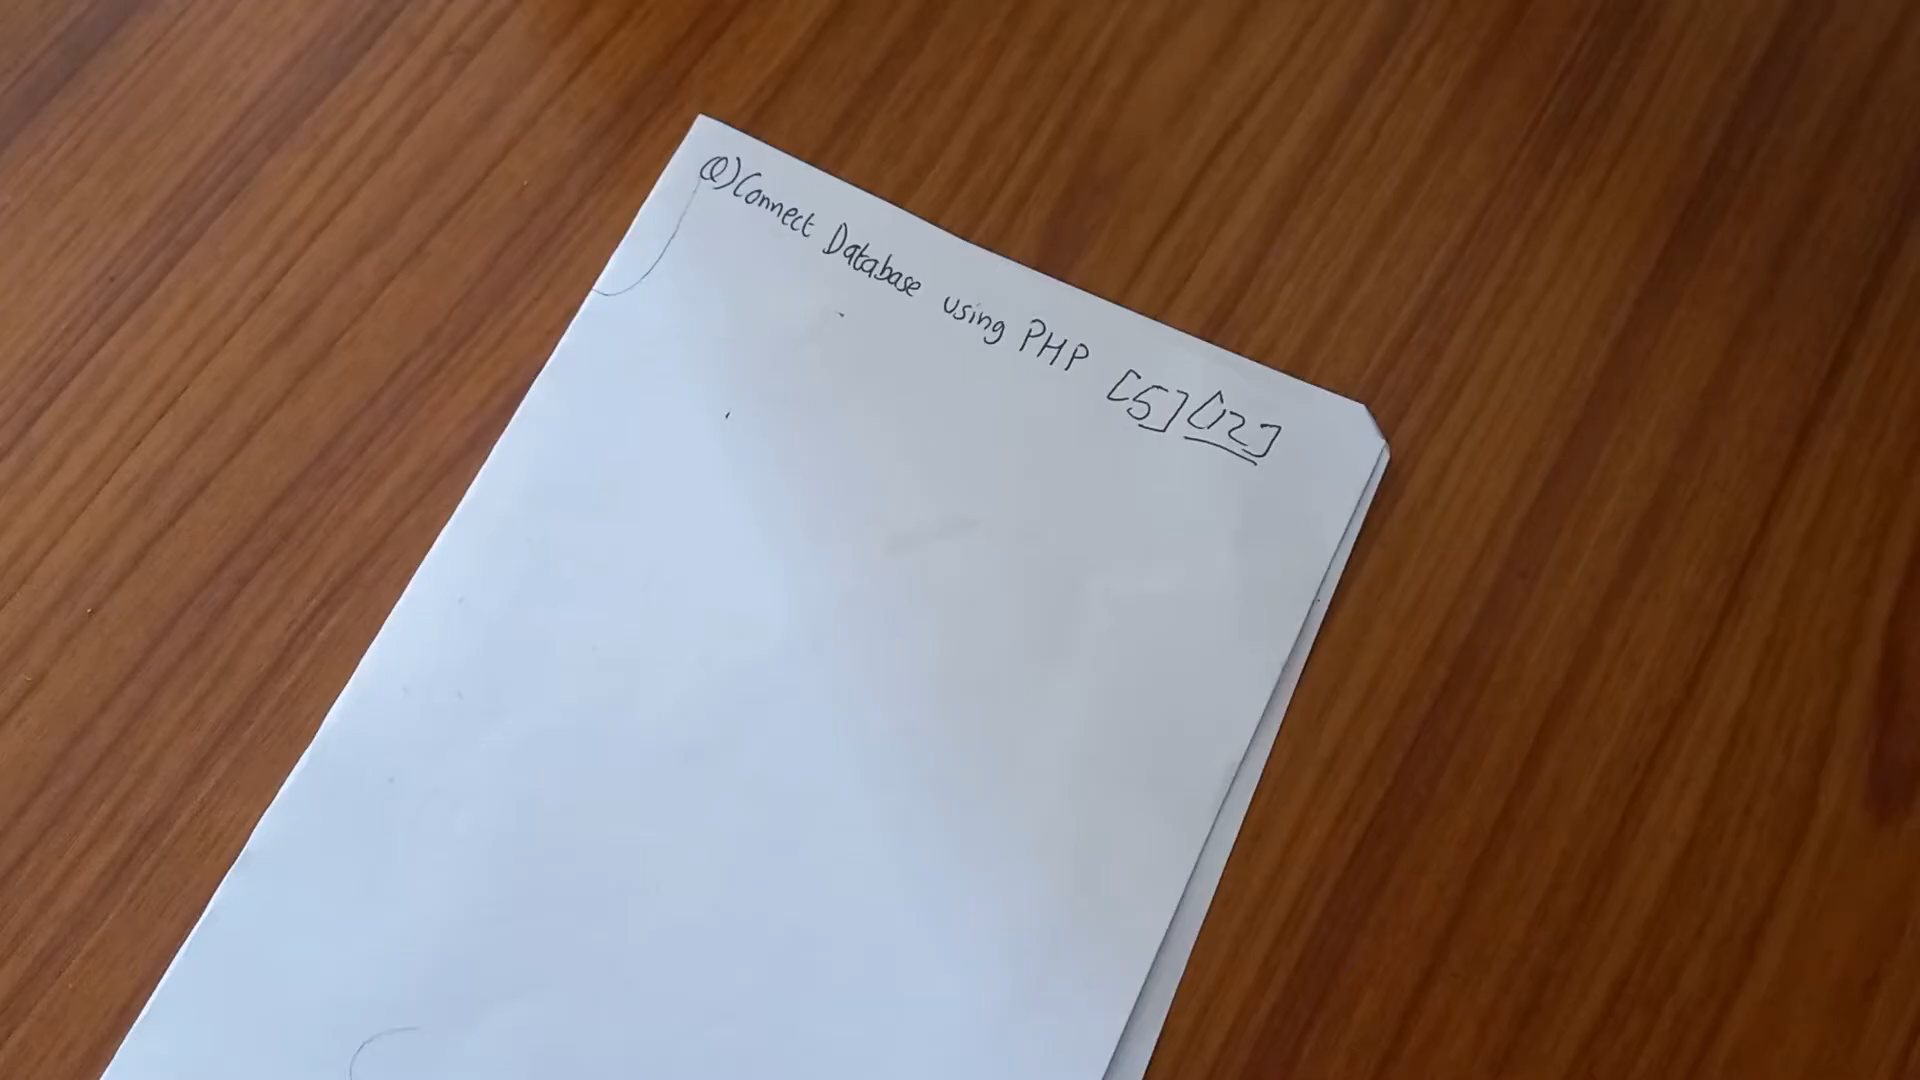 Q) Connect Database using PHP [5] [12]